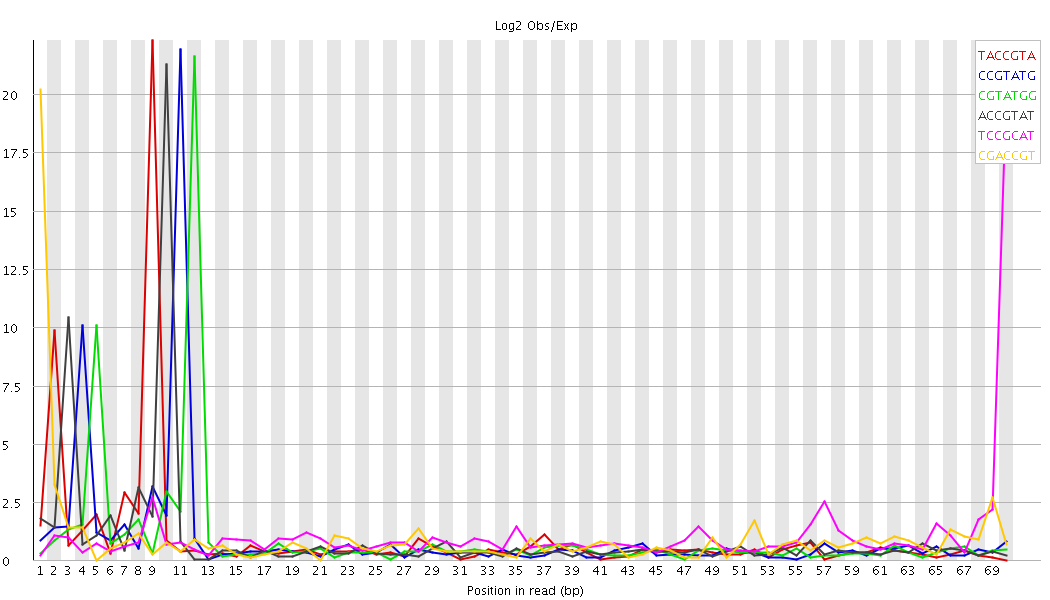 Log2 Obs/Exp
TACCGTA
CCGTATG
CGTATGG
ACCGTAT
TCCGCAT
CGACCGT
20
17.5
15
12.5
10
7.5
5
2.5
0
1 2 3 4 5 6 7 8 9 11 13 15 17 19 21 23 25 27 29 31 33 35 37 39 41 43 45 47 49 51 53 55 57 59 61 63 65 67 69
Position in read (bp)